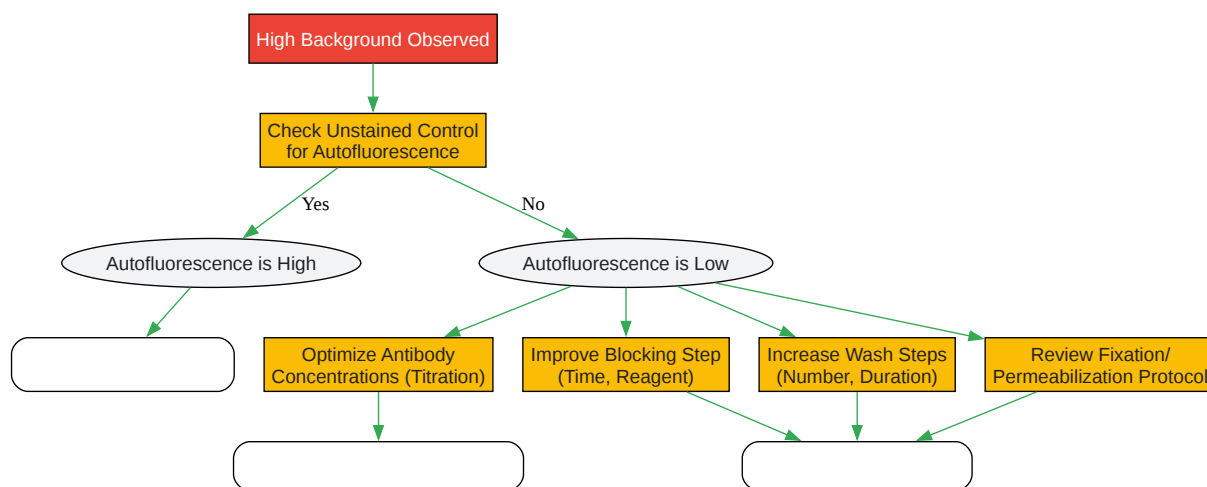 High Background Observed
Check Unstained Control
for Autofluorescence
Yes
No
Autofluorescence is High
Autofluorescence is Low
Optimize Antibody
Concentrations (Titration)
Improve Blocking Step
(Time, Reagent)
Increase Wash Steps
(Number, Duration)
Review Fixation/
Permeabilization Protocol